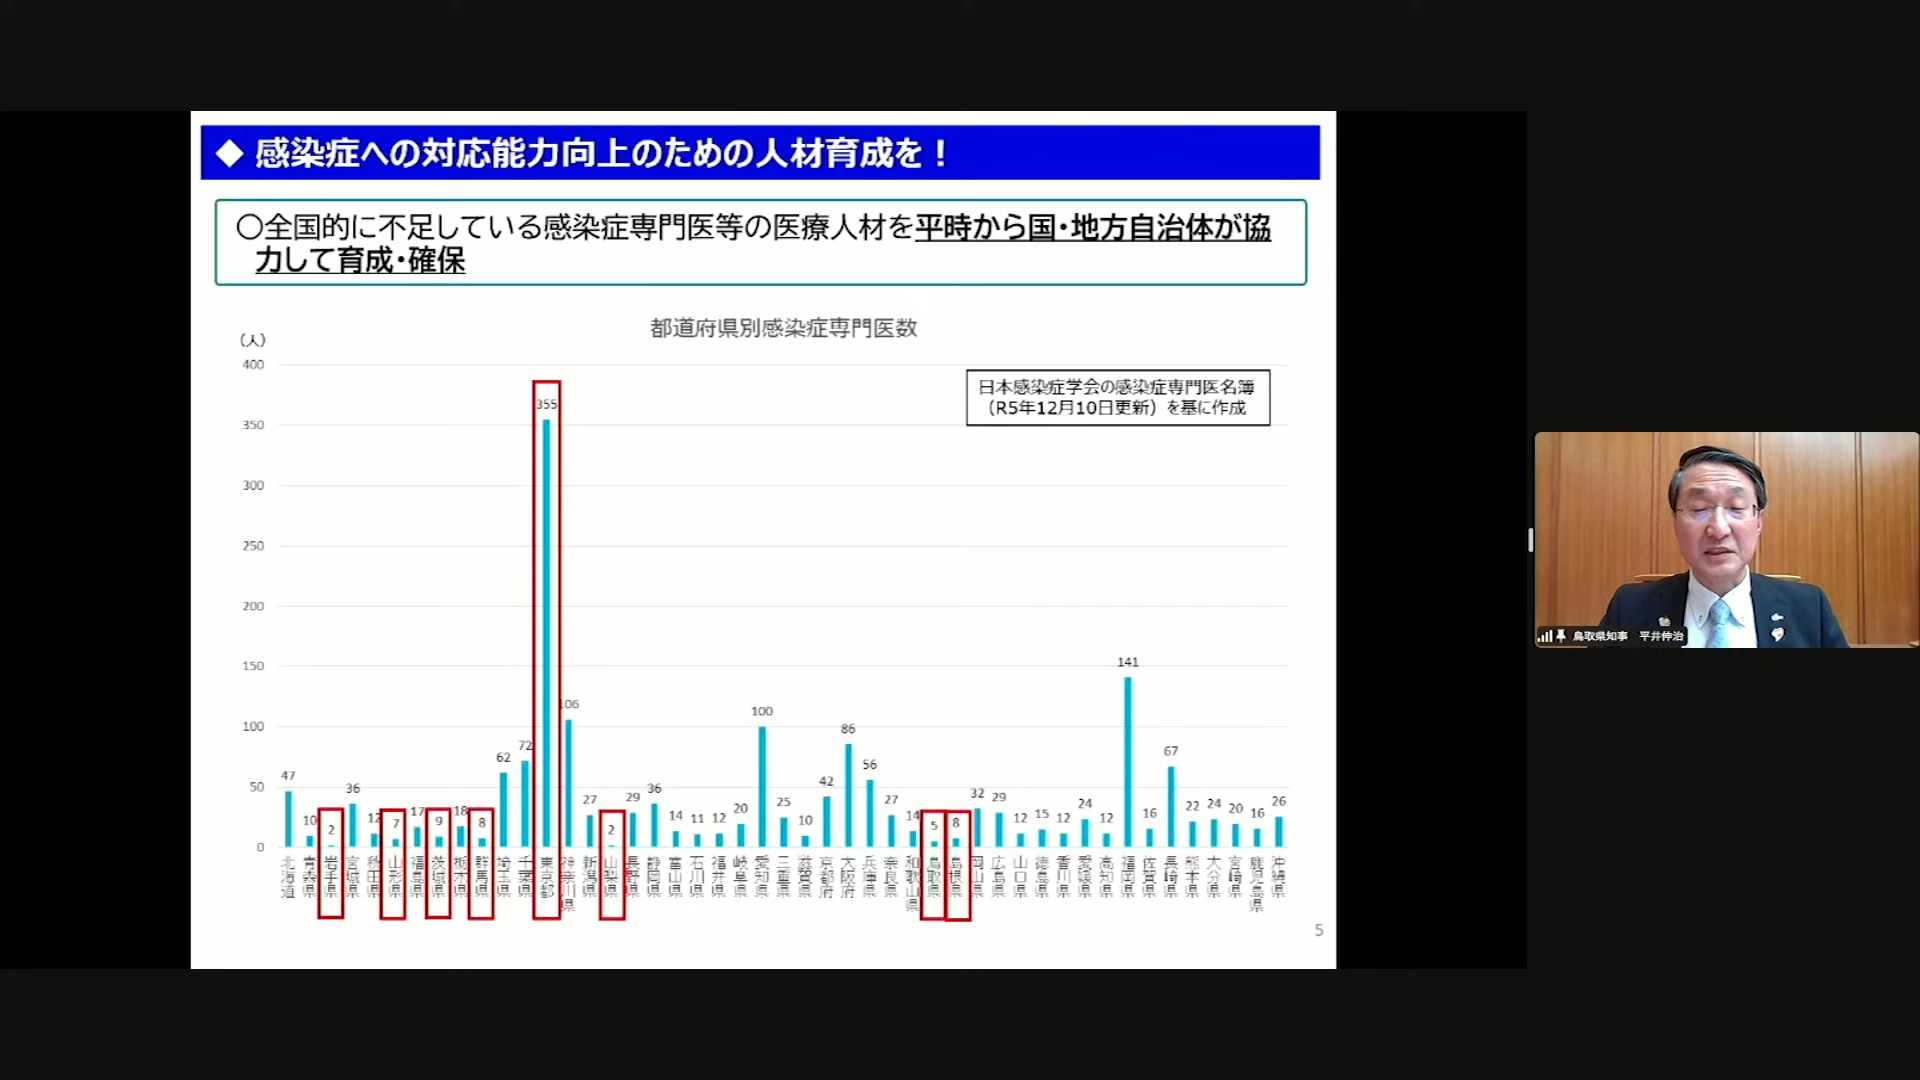 ◆ 感染症への対応能力向上のための人材育成を！
○全国的に不足している感染症専門医等の医療人材を平時から国・地方自治体が協
力して育成・確保
都道府県別感染症専門医数
（人）
日本感染症学会の感染症専門医名簿
（R5年12月10日更新）を基に作成
400
350
300
250
200
150
100
50
0
47 10 2 36 12 7 17 9 18 8 62 72 355 106 27 2 29 36 14 11 12 20 100 25 10 42 86 56 27 14 5 8 32 29 12 15 12 24 12 141 16 67 22 24 20 16 26
北海道 青森県 岩手県 宮城県 秋田県 山形県 福島県 茨城県 栃木県 群馬県 埼玉県 千葉県 東京都 神奈川県 新潟県 山梨県 長野県 静岡県 富山県 石川県 福井県 岐阜県 愛知県 三重県 滋賀県 京都府 大阪府 兵庫県 奈良県 和歌山県 鳥取県 島根県 岡山県 広島県 山口県 徳島県 香川県 愛媛県 高知県 福岡県 佐賀県 長崎県 熊本県 大分県 宮崎県 鹿児島県 沖縄県
5
鳥取県知事　平井伸治